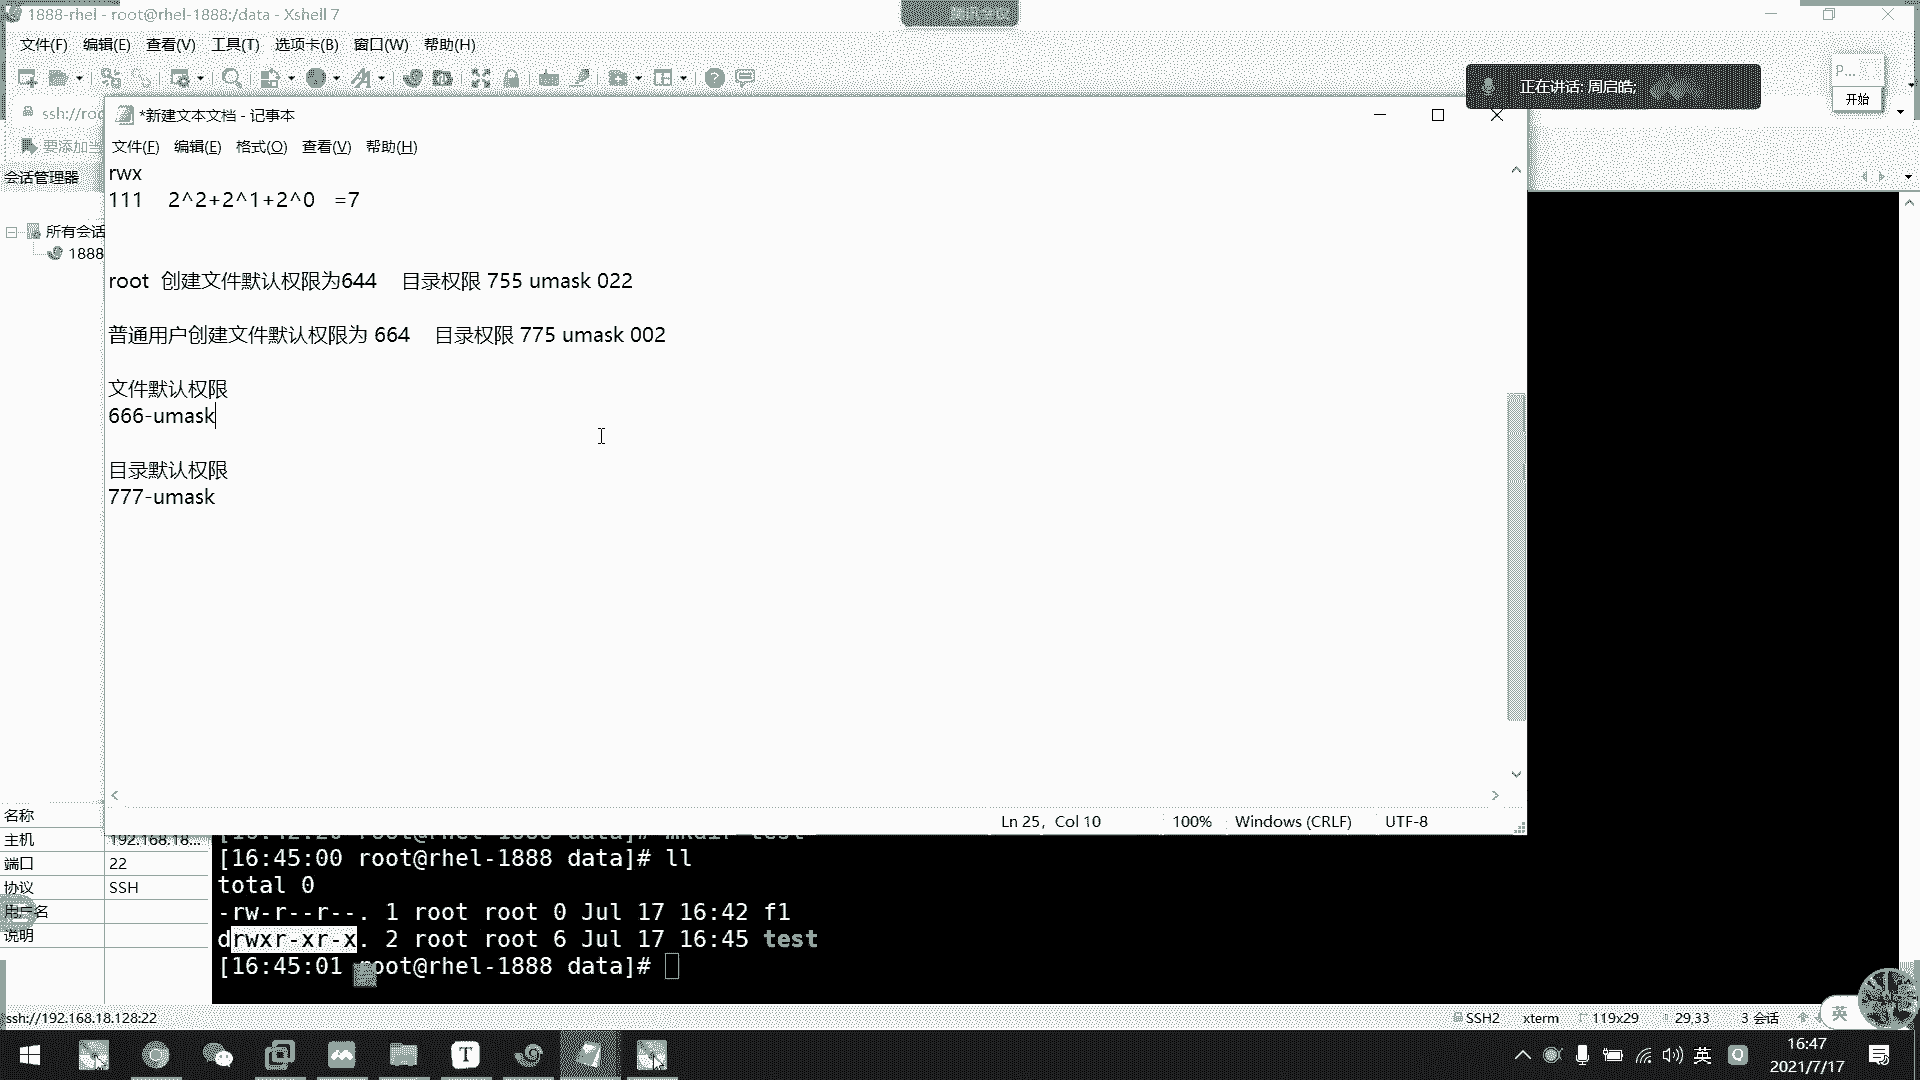 1888-rhel - root@rhel-1888:/data - Xshell 7
文件(F) 编辑(E) 查看(V) 工具(T) 选项卡(B) 窗口(W) 帮助(H)
正在讲话: 周启皓;
P...
开始
ssh://roo
要添加当
会话管理器
所有会话
1888
*新建文本文档 - 记事本
文件(F) 编辑(E) 格式(O) 查看(V) 帮助(H)
rwx
111 2^2+2^1+2^0 =7
root 创建文件默认权限为644 目录权限 755 umask 022
普通用户创建文件默认权限为 664 目录权限 775 umask 002
文件默认权限
666-umask
目录默认权限
777-umask
Ln 25, Col 10 100% Windows (CRLF) UTF-8
名称
主机 192.168.18...
端口 22
协议 SSH
说明
[16:42:20 root@rhel-1888 data]# mkdir test
[16:45:00 root@rhel-1888 data]# ll
total 0
-rw-r--r--. 1 root root 0 Jul 17 16:42 f1
drwxr-xr-x. 2 root root 6 Jul 17 16:45 test
[16:45:01 root@rhel-1888 data]#
ssh://192.168.18.128:22
SSH2 xterm 119x29 29,33 3 会话
英
英
16:47
2021/7/17